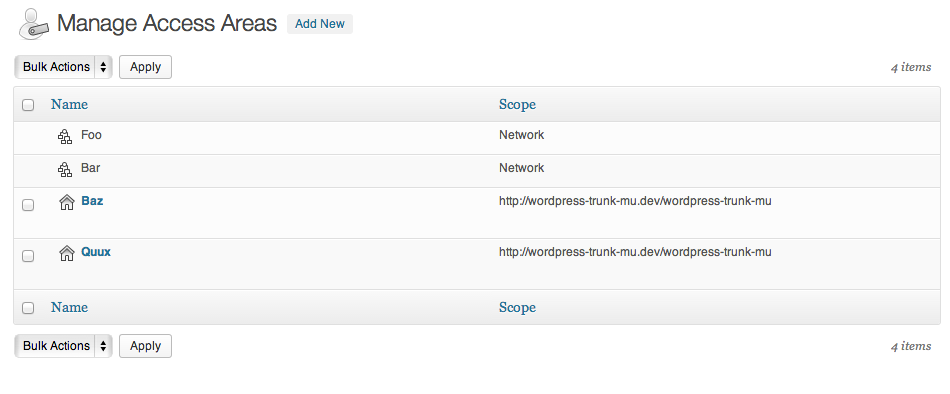 Manage Access Areas Add New
Bulk Actions Apply 4 items
Name Scope
Foo Network
Bar Network
Baz http://wordpress-trunk-mu.dev/wordpress-trunk-mu
Quux http://wordpress-trunk-mu.dev/wordpress-trunk-mu
Name Scope
Bulk Actions Apply 4 items